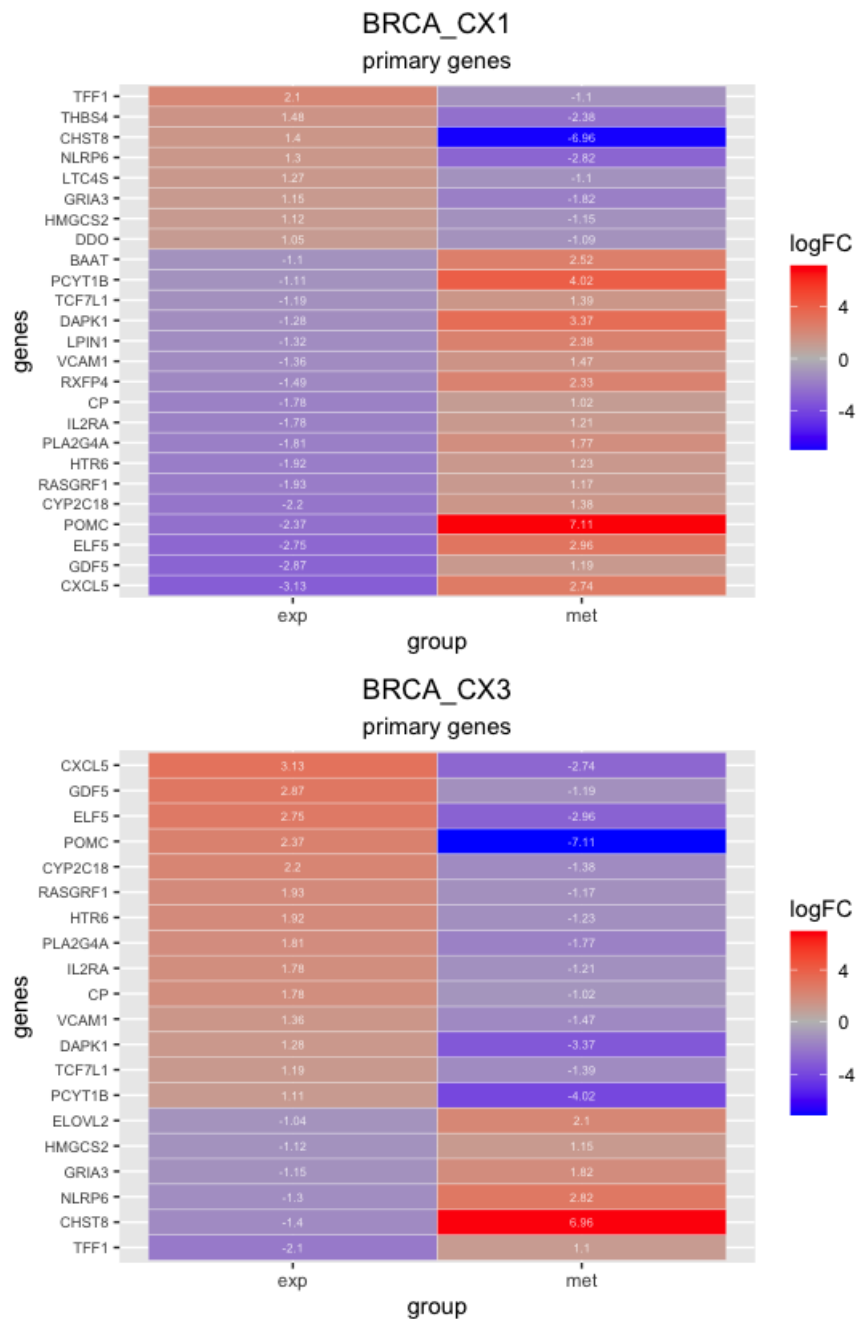 BRCA_CX1
primary genes
TFF1 2.1 -1.1
THBS4 1.48 -2.38
CHST8 1.4 -6.96
NLRP6 1.3 -2.82
LTC4S 1.27 -1.1
GRIA3 1.15 -1.82
HMGCS2 1.12 -1.15
DDO 1.05 -1.09
BAAT -1.1 2.52
PCYT1B -1.11 4.02
TCF7L1 -1.19 1.39
DAPK1 -1.28 3.37
LPIN1 -1.32 2.38
VCAM1 -1.36 1.47
RXFP4 -1.49 2.33
CP -1.78 1.02
IL2RA -1.78 1.21
PLA2G4A -1.81 1.77
HTR6 -1.92 1.23
RASGRF1 -1.93 1.17
CYP2C18 -2.2 1.38
POMC -2.37 7.11
ELF5 -2.75 2.96
GDF5 -2.87 1.19
CXCL5 -3.13 2.74
genes
exp met
group
logFC
4
0
-4
BRCA_CX3
primary genes
CXCL5 3.13 -2.74
GDF5 2.87 -1.19
ELF5 2.75 -2.96
POMC 2.37 -7.11
CYP2C18 2.2 -1.38
RASGRF1 1.93 -1.17
HTR6 1.92 -1.23
PLA2G4A 1.81 -1.77
IL2RA 1.78 -1.21
CP 1.78 -1.02
VCAM1 1.36 -1.47
DAPK1 1.28 -3.37
TCF7L1 1.19 -1.39
PCYT1B 1.11 -4.02
ELOVL2 -1.04 2.1
HMGCS2 -1.12 1.15
GRIA3 -1.15 1.82
NLRP6 -1.3 2.82
CHST8 -1.4 6.96
TFF1 -2.1 1.1
genes
exp met
group
logFC
4
0
-4